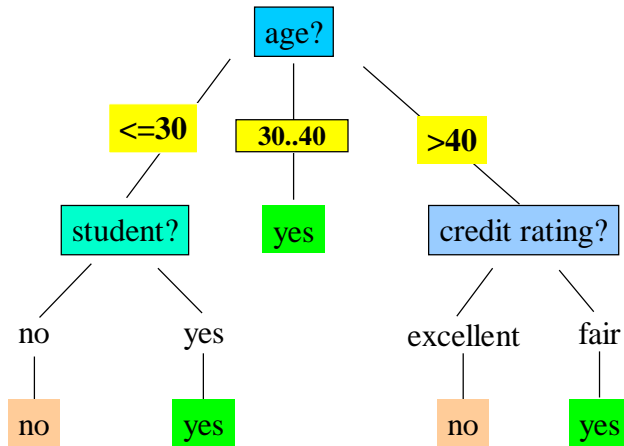 age?
<=30
30..40
>40
student?
yes
credit rating?
no
yes
excellent
fair
no
yes
no
yes